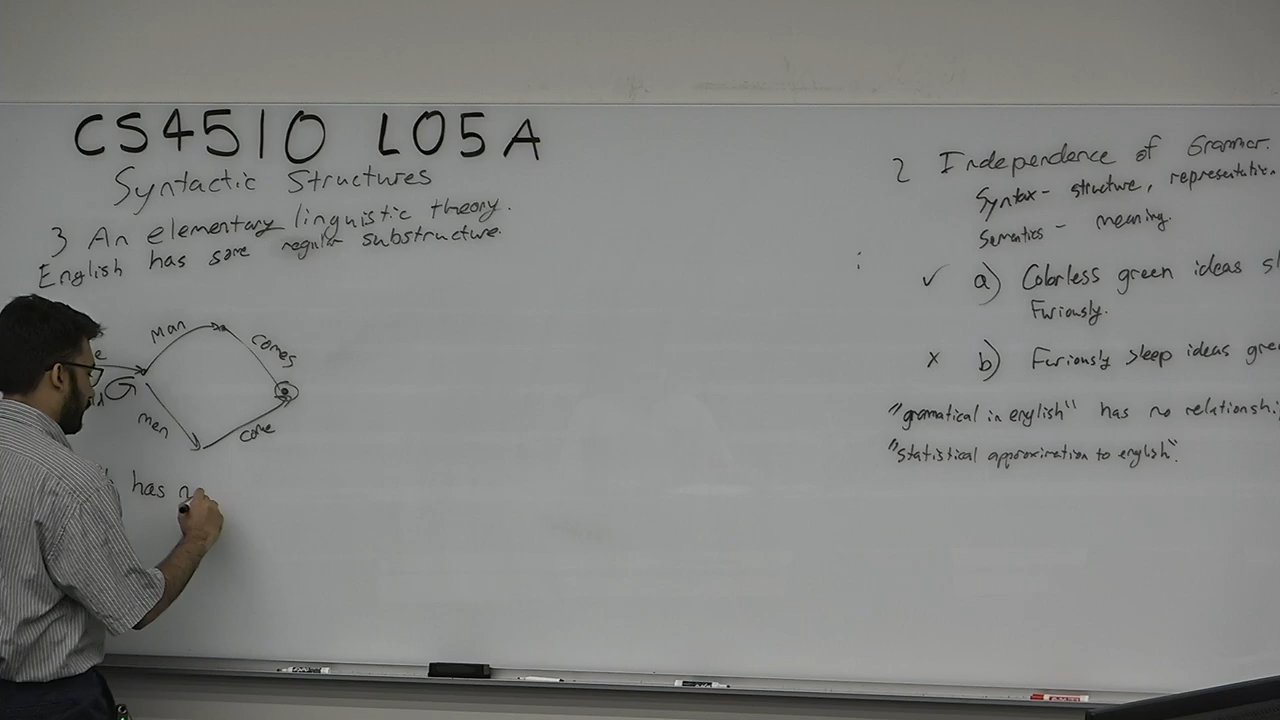 CS4510 L05A
Syntactic Structures
3 An elementary linguistic theory.
English has some regular substructure.
man
comes
men
come
has
2 Independence of Grammar.
Syntax - structure, representation.
Semantics - meaning.
✓ a) Colorless green ideas sl
Furiously.
x b) Furiously sleep ideas gree
"gramatical in english" has no relationshi
"statistical approximation to english".